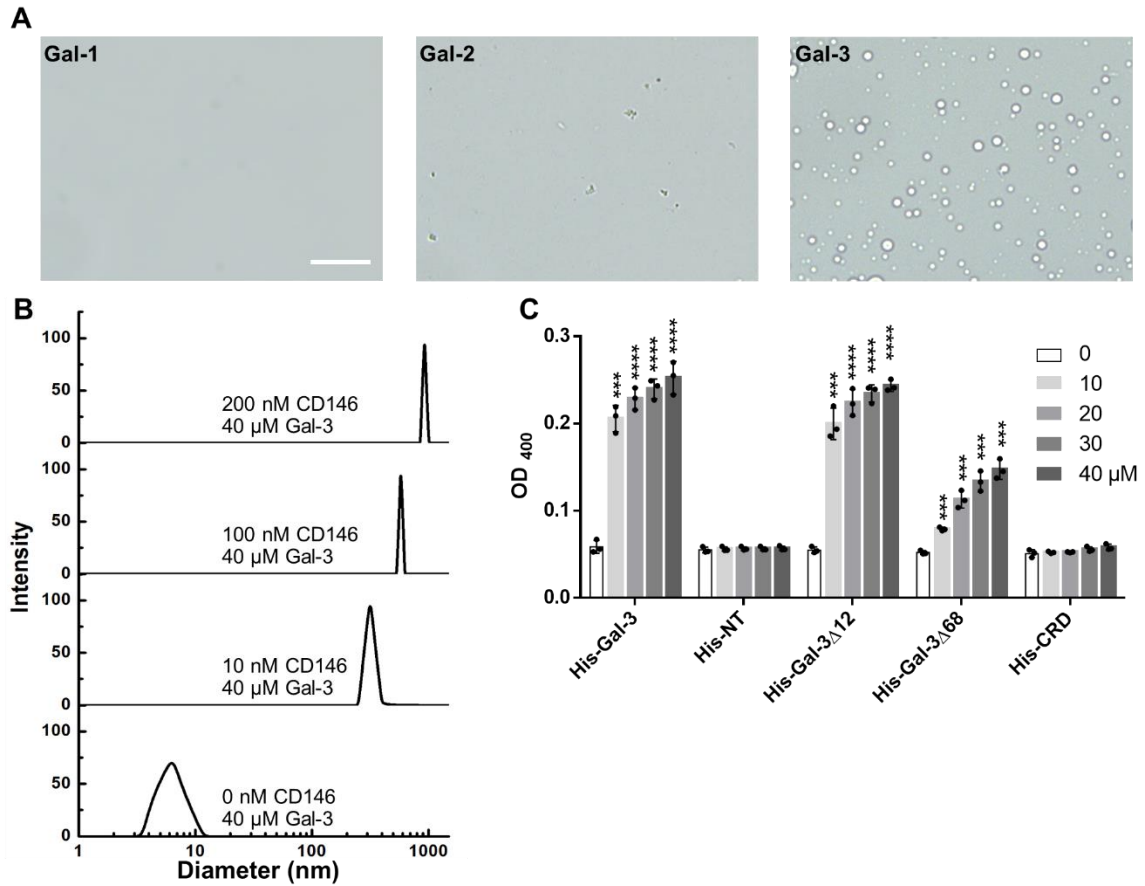 A
Gal-1
Gal-2
Gal-3
B
100
50
0
200 nM CD146
40 µM Gal-3
100
50
0
100 nM CD146
40 µM Gal-3
100
50
0
10 nM CD146
40 µM Gal-3
100
50
0
0 nM CD146
40 µM Gal-3
Intensity
1
10
100
1000
Diameter (nm)
C
0.3
0.2
0.1
0.0
OD 400
***
****
****
****
***
****
****
****
***
***
***
***
0
10
20
30
40 µM
His-Gal-3
His-NT
His-Gal-3Δ12
His-Gal-3Δ68
His-CRD